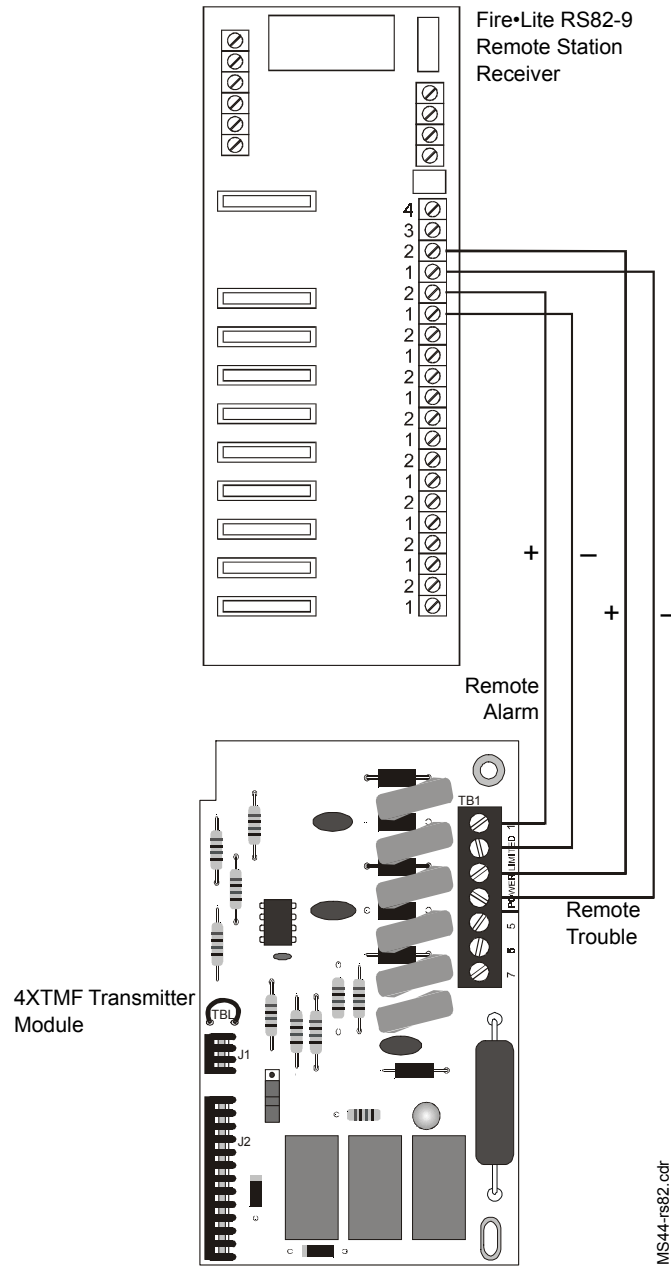 Fire•Lite RS82-9
Remote Station
Receiver
4
3
2
1
2
1
2
1
2
1
2
1
2
1
2
1
2
1
2
1
+
–
+
–
Remote
Alarm
TB1
POWER LIMITED 1
5
6
7
Remote
Trouble
4XTMF Transmitter
Module
TBL
J1
J2
MS44-rs82.cdr